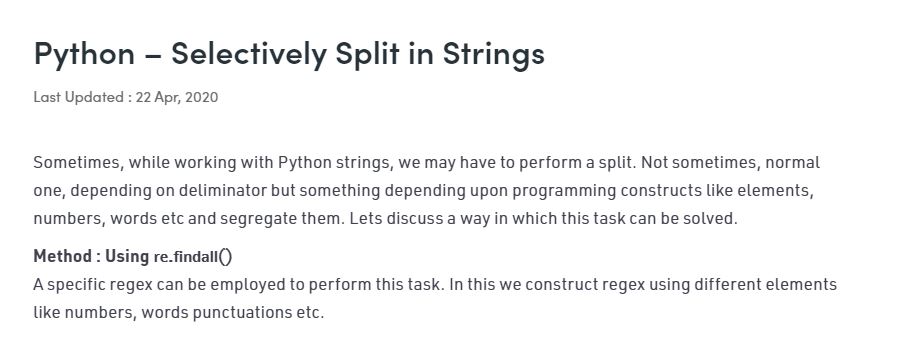 Python – Selectively Split in Strings
Last Updated : 22 Apr, 2020
Sometimes, while working with Python strings, we may have to perform a split. Not sometimes, normal
one, depending on deliminator but something depending upon programming constructs like elements,
numbers, words etc and segregate them. Lets discuss a way in which this task can be solved.
Method : Using re.findall()
A specific regex can be employed to perform this task. In this we construct regex using different elements
like numbers, words punctuations etc.